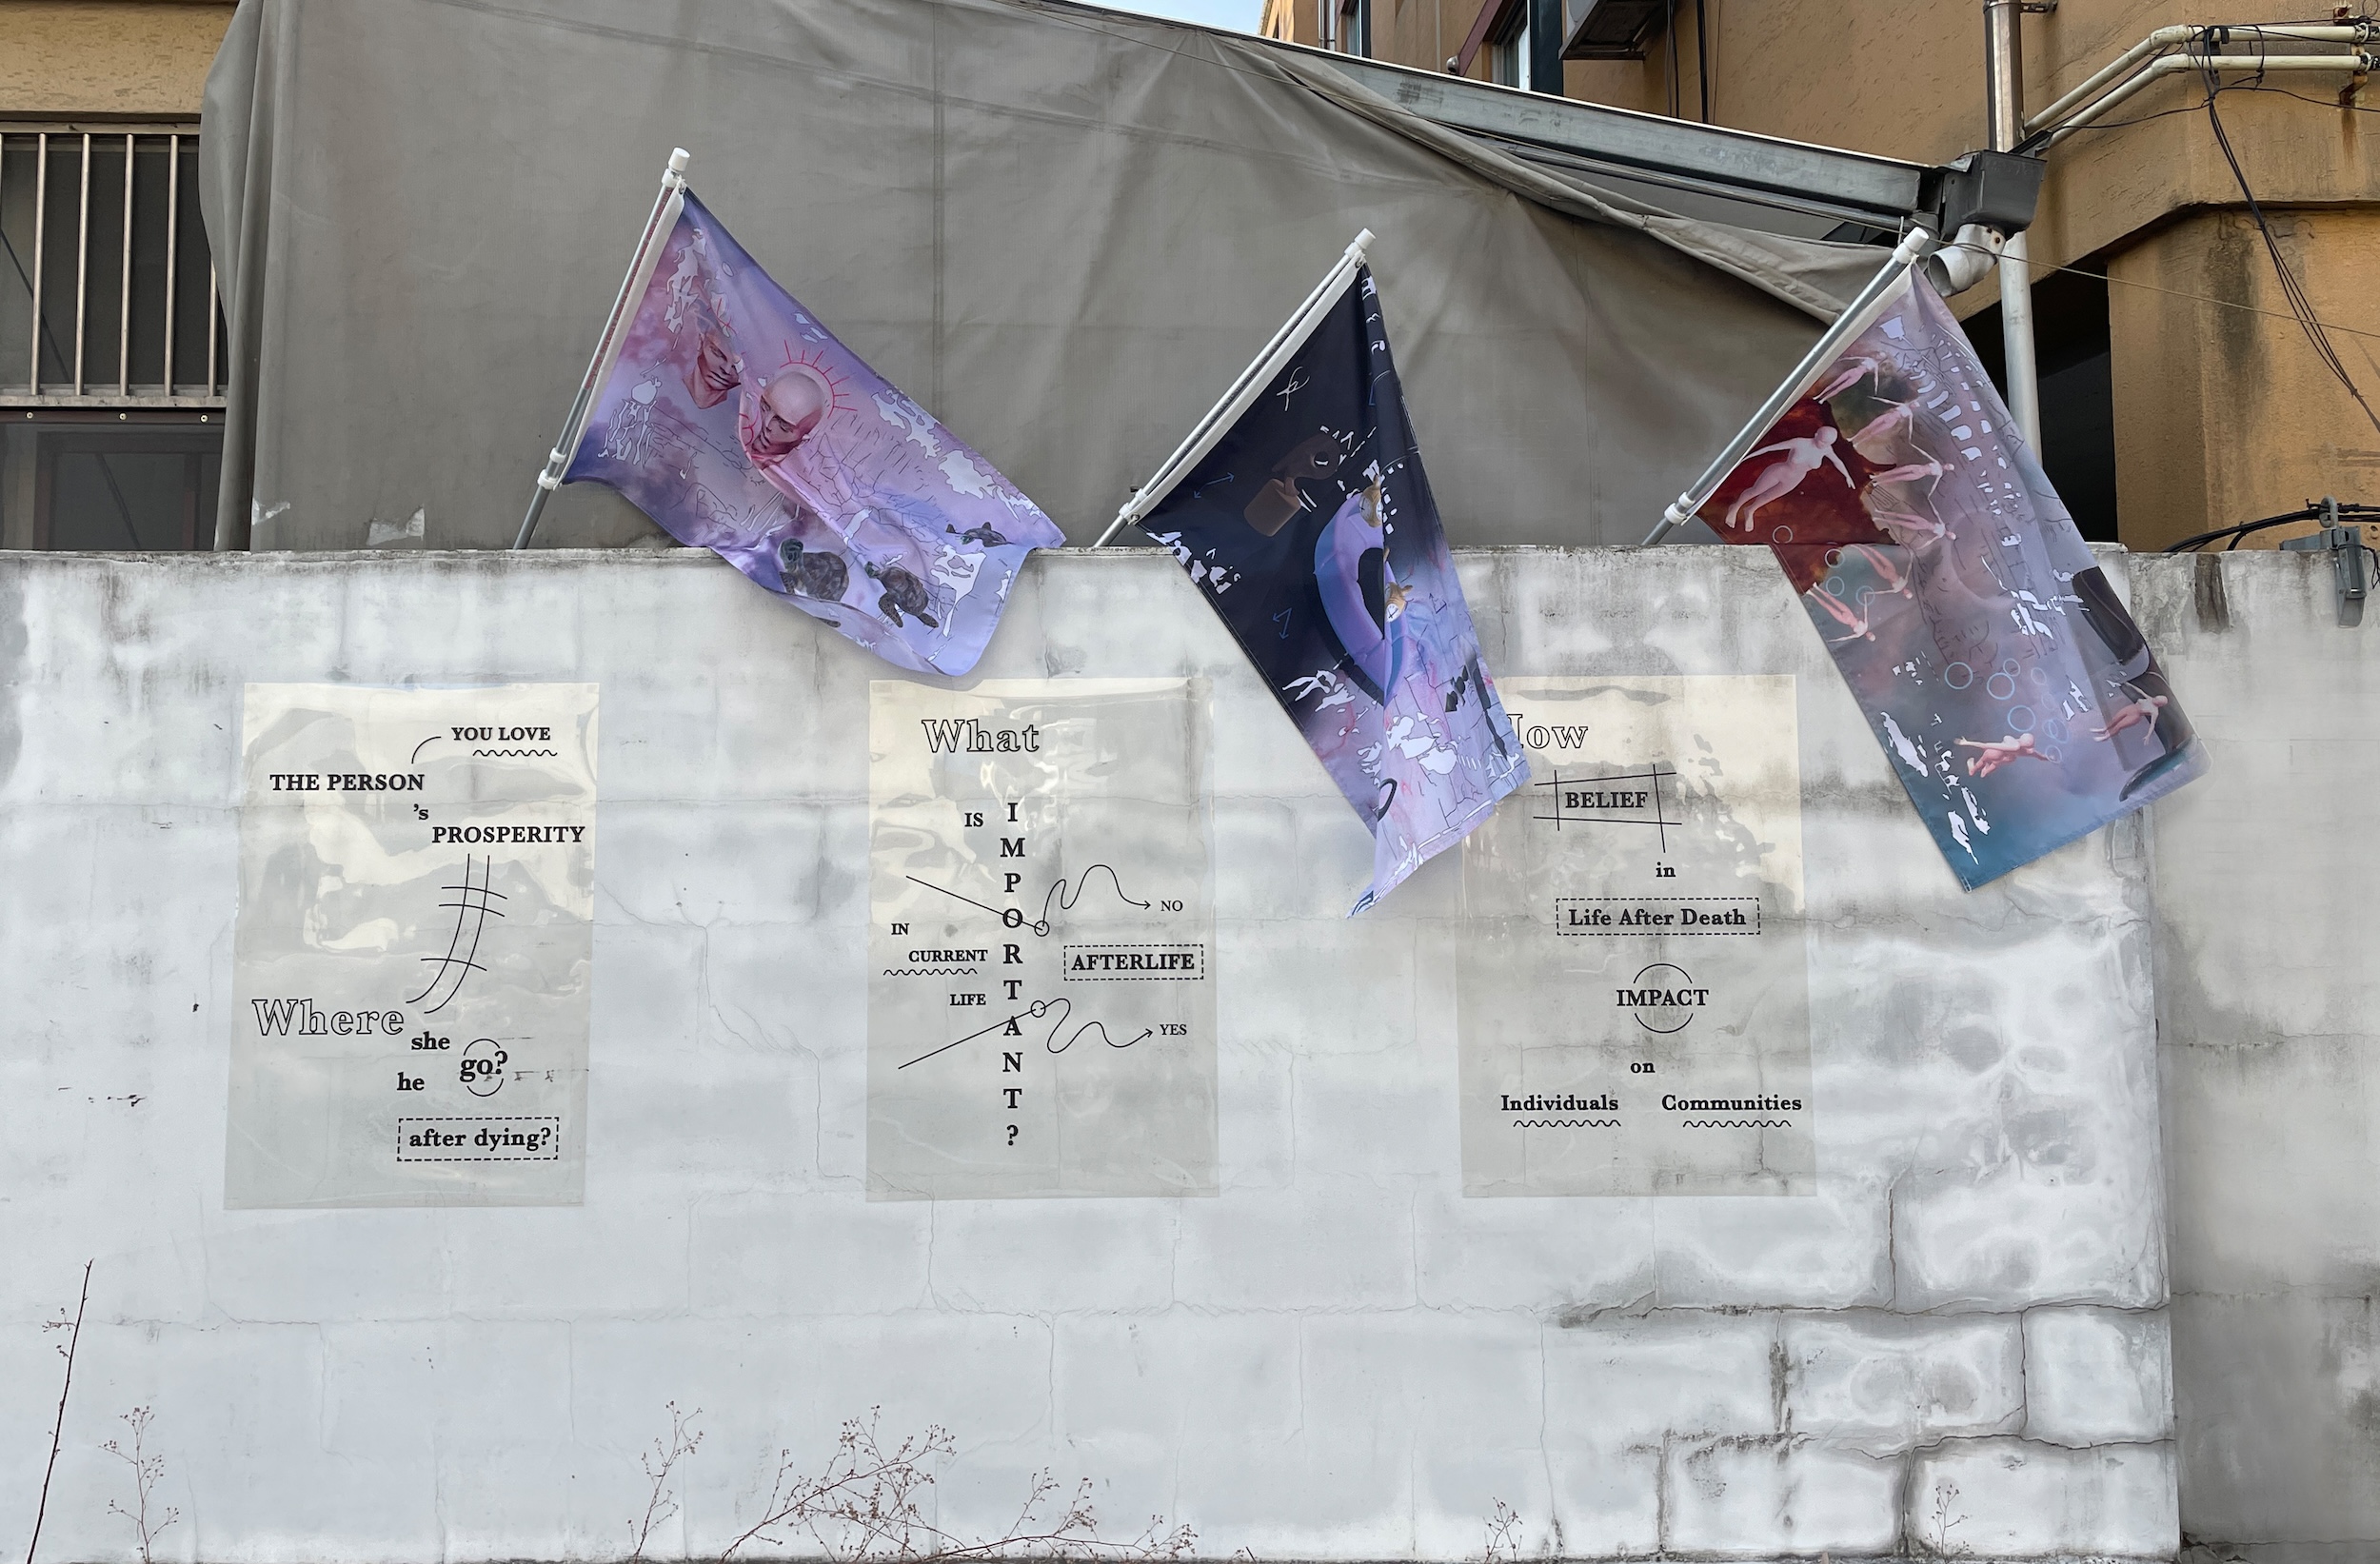 YOU LOVE
THE PERSON
's
PROSPERITY
Where
she
he
go?
after dying?
What
IS
IMPORTANT?
IN
CURRENT
LIFE
NO
AFTERLIFE
YES
BELIEF
in
Life After Death
IMPACT
on
Individuals Communities